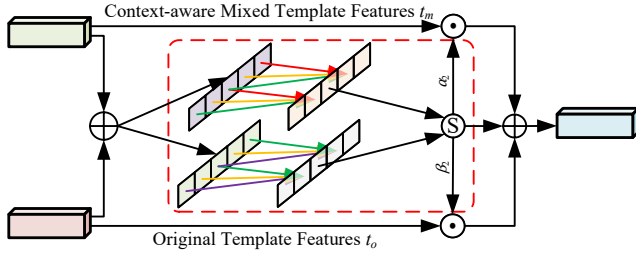 Context-aware Mixed Template Features t_m
α₂
S
β₂
Original Template Features t_o